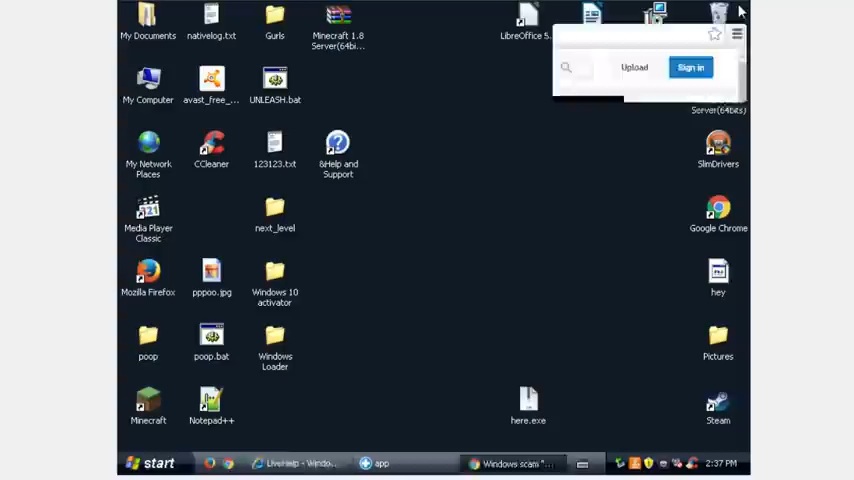 My Documents
nativelog.txt
Gurls
Minecraft 1.8
Server(64bi...
LibreOffice 5...
Upload
Sign in
My Computer
avast_free_...
UNLEASH.bat
Server(64bits)
My Network
Places
CCleaner
123123.txt
&Help and
Support
SlimDrivers
Media Player
Classic
next_level
Google Chrome
Mozilla Firefox
pppoo.jpg
Windows 10
activator
hey
poop
poop.bat
Windows
Loader
Pictures
Minecraft
Notepad++
here.exe
Steam
start
LiveHelp - Windo...
app
Windows scam "...
2:37 PM